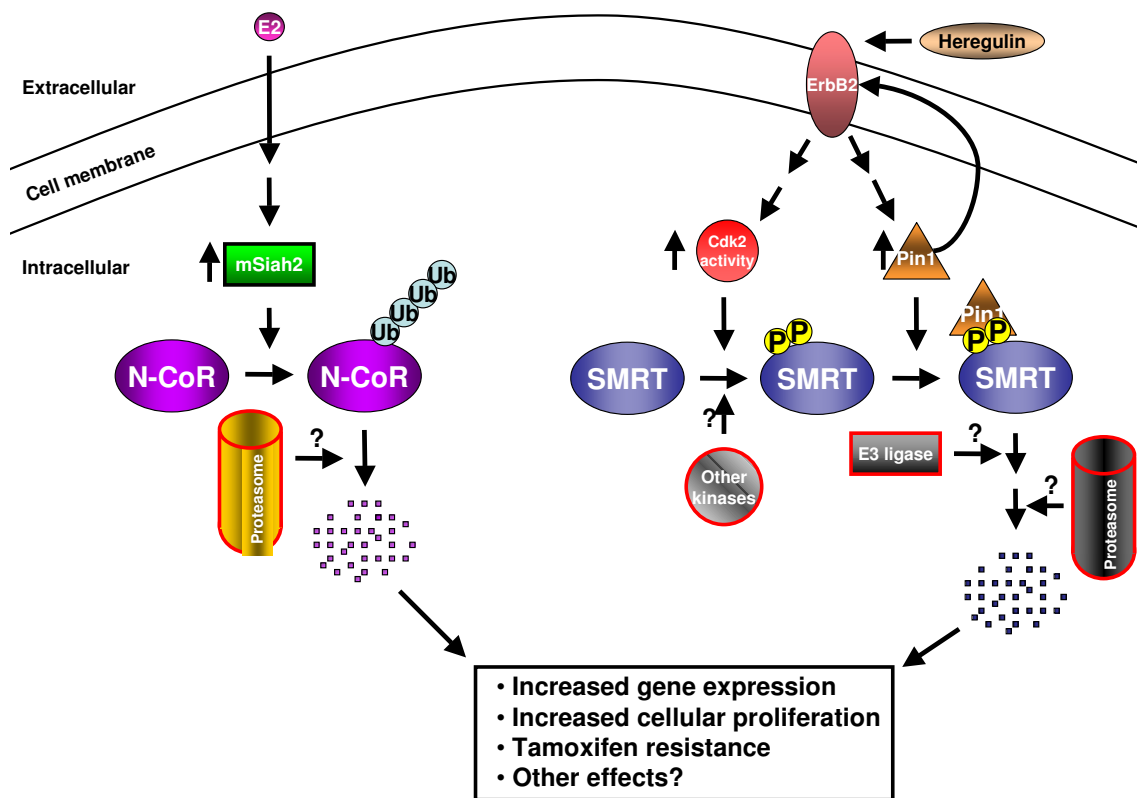 E2
Heregulin
Extracellular
ErbB2
Cell membrane
Cdk2
activity
Pin1
Intracellular
mSiah2
Ub
Ub
Ub
Ub
Pin1
P P
P P
N-CoR
N-CoR
SMRT
SMRT
SMRT
?
?
?
?
E3 ligase
Other
kinases
Proteasome
Proteasome
• Increased gene expression
• Increased cellular proliferation
• Tamoxifen resistance
• Other effects?